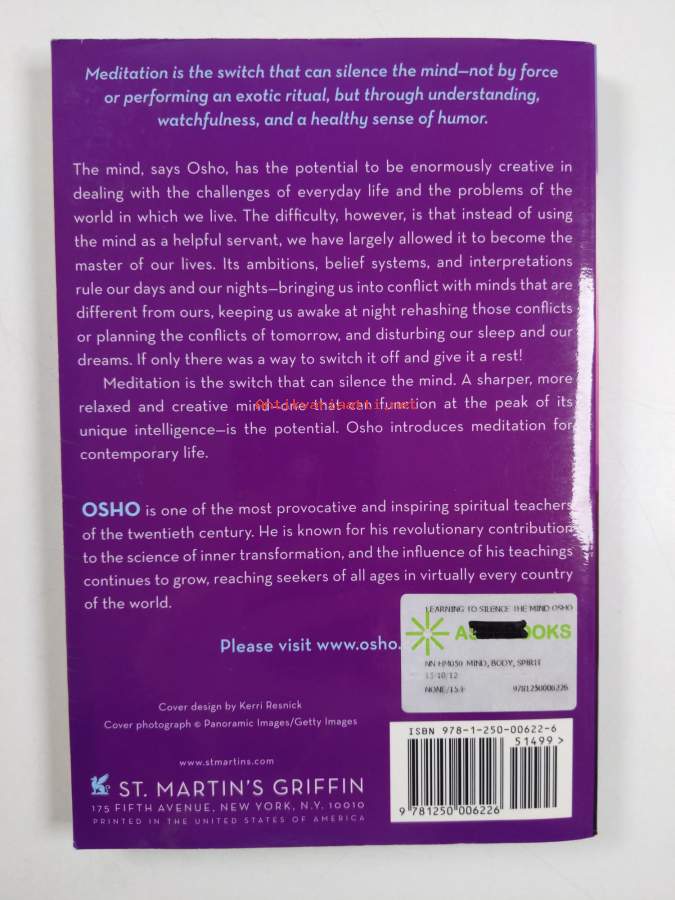 Meditation is the switch that can silence the mind—not by force
or performing an exotic ritual, but through understanding,
watchfulness, and a healthy sense of humor.
The mind, says Osho, has the potential to be enormously creative in
dealing with the challenges of everyday life and the problems of the
world in which we live. The difficulty, however, is that instead of using
the mind as a helpful servant, we have largely allowed it to become the
master of our lives. Its ambitions, belief systems, and interpretations
rule our days and our nights—bringing us into conflict with minds that are
different from ours, keeping us awake at night rehashing those conflicts
or planning the conflicts of tomorrow, and disturbing our sleep and our
dreams. If only there was a way to switch it off and give it a rest!
Meditation is the switch that can silence the mind. A sharper, more
relaxed and creative mind—one that can function at the peak of its
unique intelligence—is the potential. Osho introduces meditation for
contemporary life.
OSHO is one of the most provocative and inspiring spiritual teachers
of the twentieth century. He is known for his revolutionary contribution
to the science of inner transformation, and the influence of his teachings
continues to grow, reaching seekers of all ages in virtually every country
of the world.
Please visit www.osho.
LEARNING TO SILENCE THE MIND OSHO
OOKS
NN HM050 MIND, BODY, SPIRIT
15/10/12
9781250006226
Cover design by Kerri Resnick
Cover photograph © Panoramic Images/Getty Images
www.stmartins.com
ST. MARTIN'S GRIFFIN
175 FIFTH AVENUE, NEW YORK, N.Y. 10010
PRINTED IN THE UNITED STATES OF AMERICA
ISBN 978-1-250-00622-6
51499>
9 781250 006226